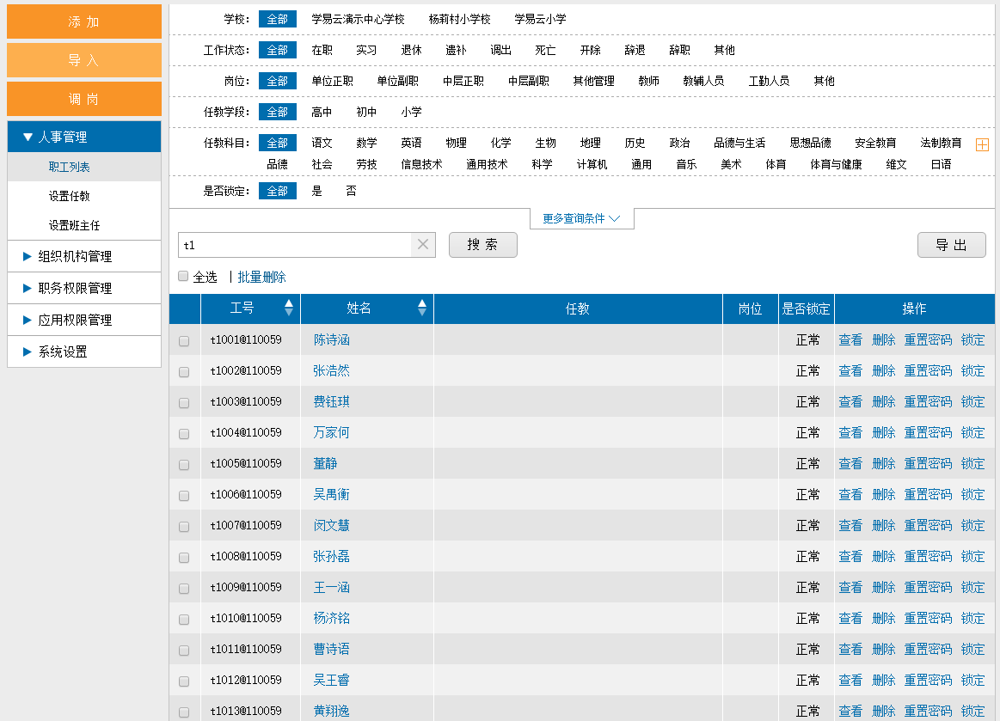 添 加
导 入
调 岗
人事管理
职工列表
设置任教
设置班主任
组织机构管理
职务权限管理
应用权限管理
系统设置
学校： 全部 学易云演示中心学校 杨莉村小学校 学易云小学
工作状态： 全部 在职 实习 退休 遗补 调出 死亡 开除 辞退 辞职 其他
岗位： 全部 单位正职 单位副职 中层正职 中层副职 其他管理 教师 教辅人员 工勤人员 其他
任教学段： 全部 高中 初中 小学
任教科目： 全部 语文 数学 英语 物理 化学 生物 地理 历史 政治 品德与生活 思想品德 安全教育 法制教育
品德 社会 劳技 信息技术 通用技术 科学 计算机 通用 音乐 美术 体育 体育与健康 维文 日语
是否锁定： 全部 是 否
更多查询条件
t1 搜 索 导 出
全选 | 批量删除
工号 姓名 任教 岗位 是否锁定 操作
t1001@110059 陈诗涵 正常 查看 删除 重置密码 锁定
t1002@110059 张浩然 正常 查看 删除 重置密码 锁定
t1003@110059 费钰琪 正常 查看 删除 重置密码 锁定
t1004@110059 万家何 正常 查看 删除 重置密码 锁定
t1005@110059 董静 正常 查看 删除 重置密码 锁定
t1006@110059 吴禺衡 正常 查看 删除 重置密码 锁定
t1007@110059 闵文慧 正常 查看 删除 重置密码 锁定
t1008@110059 张孙磊 正常 查看 删除 重置密码 锁定
t1009@110059 王一涵 正常 查看 删除 重置密码 锁定
t1010@110059 杨济铭 正常 查看 删除 重置密码 锁定
t1011@110059 曹诗语 正常 查看 删除 重置密码 锁定
t1012@110059 吴王睿 正常 查看 删除 重置密码 锁定
t1013@110059 黄翔逸 正常 查看 删除 重置密码 锁定